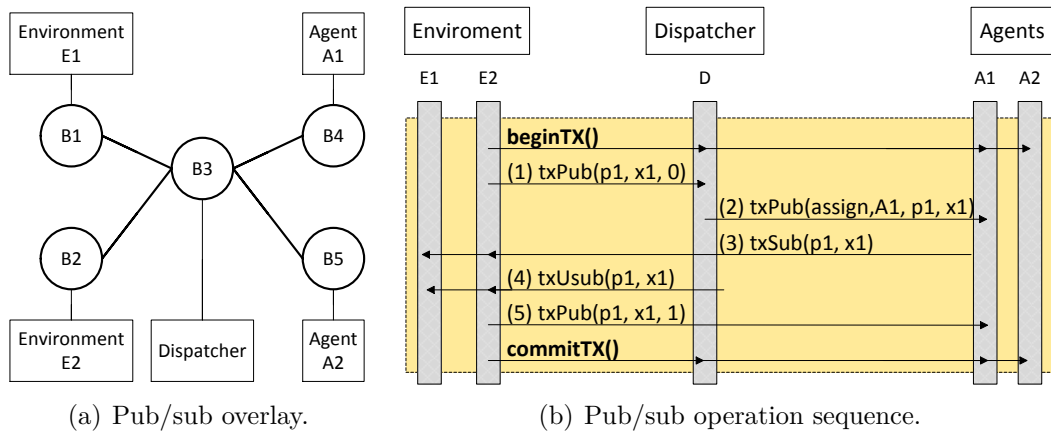 Environment
E1
Agent
A1
B1
B4
B3
B2
B5
Environment
E2
Dispatcher
Agent
A2
(a) Pub/sub overlay.
Enviroment
Dispatcher
Agents
E1
E2
D
A1
A2
beginTX()
(1) txPub(p1, x1, 0)
(2) txPub(assign,A1, p1, x1)
(3) txSub(p1, x1)
(4) txUsub(p1, x1)
(5) txPub(p1, x1, 1)
commitTX()
(b) Pub/sub operation sequence.